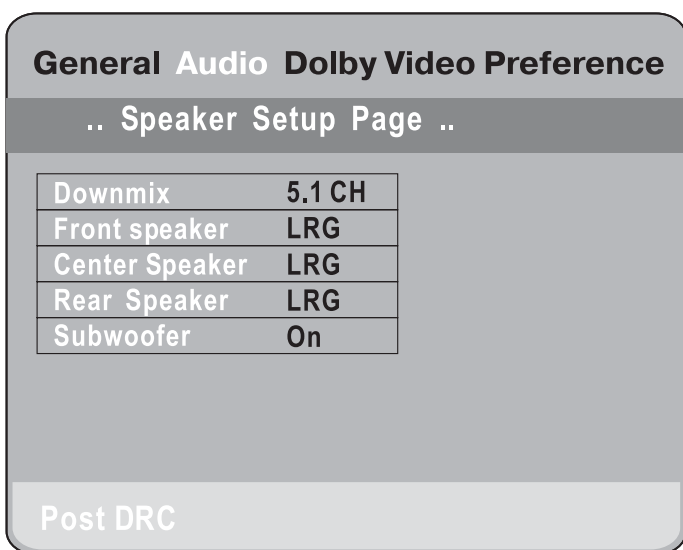 General Audio Dolby Video Preference
.. Speaker Setup Page ..
Downmix 5.1 CH
Front speaker LRG
Center Speaker LRG
Rear Speaker LRG
Subwoofer On
Post DRC